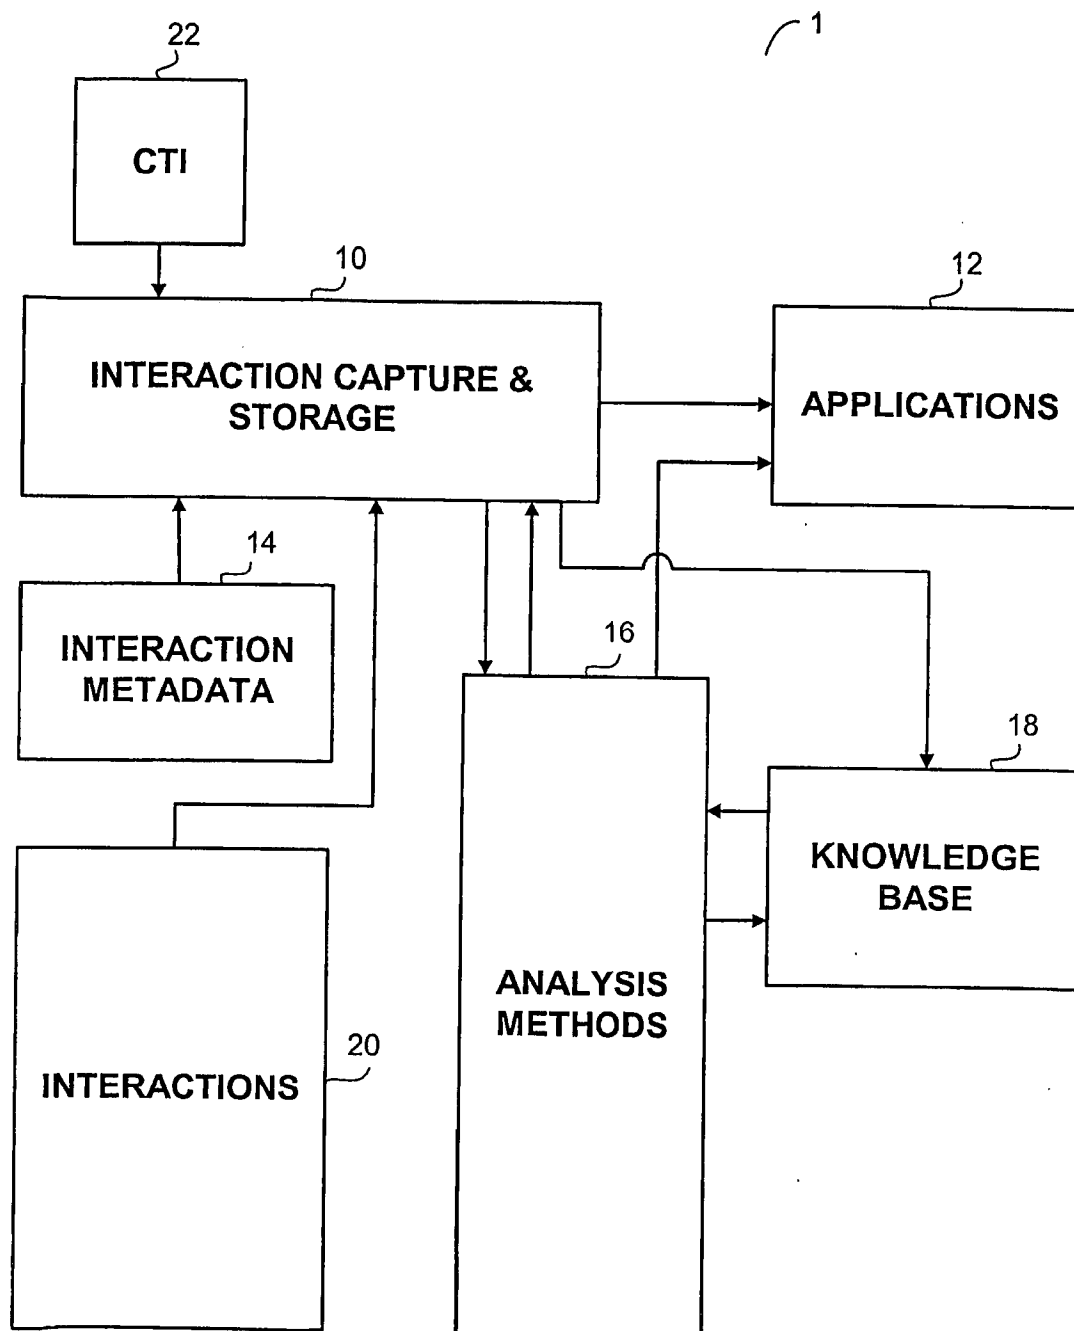 1
22
CTI
10
INTERACTION CAPTURE &
STORAGE
12
APPLICATIONS
14
INTERACTION
METADATA
16
ANALYSIS
METHODS
18
KNOWLEDGE
BASE
20
INTERACTIONS